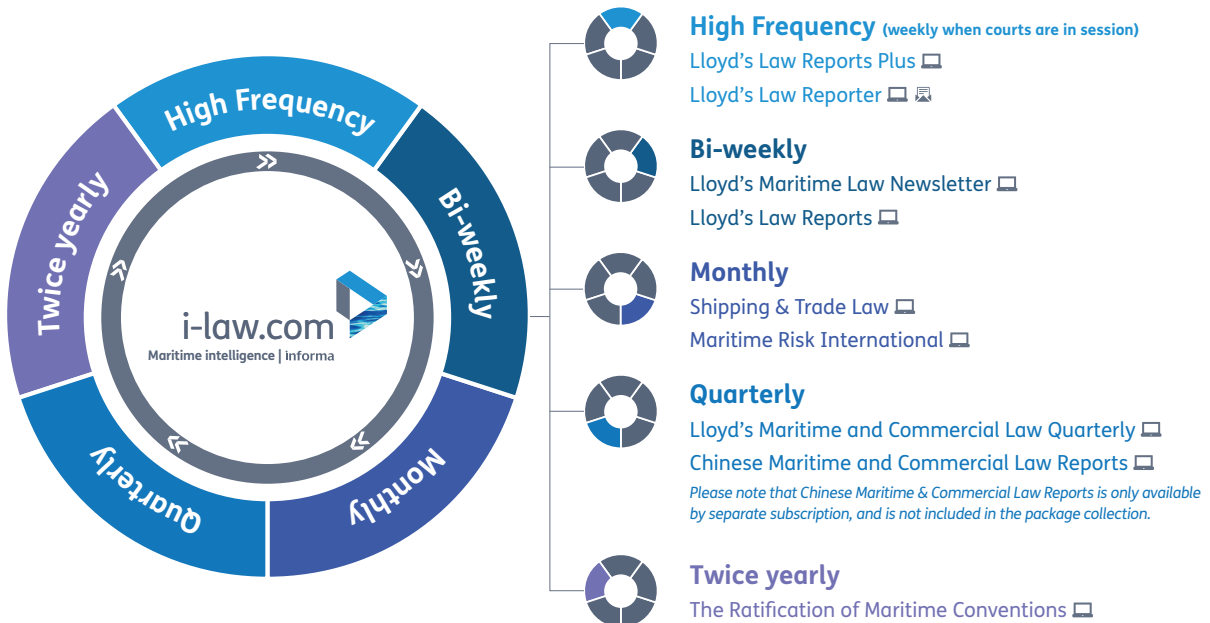 High Frequency
Bi-weekly
Monthly
Quarterly
Twice yearly
i-law.com
Maritime intelligence | informa
High Frequency (weekly when courts are in session)
Lloyd's Law Reports Plus
Lloyd's Law Reporter
Bi-weekly
Lloyd's Maritime Law Newsletter
Lloyd's Law Reports
Monthly
Shipping & Trade Law
Maritime Risk International
Quarterly
Lloyd's Maritime and Commercial Law Quarterly
Chinese Maritime and Commercial Law Reports
Please note that Chinese Maritime & Commercial Law Reports is only available
by separate subscription, and is not included in the package collection.
Twice yearly
The Ratification of Maritime Conventions